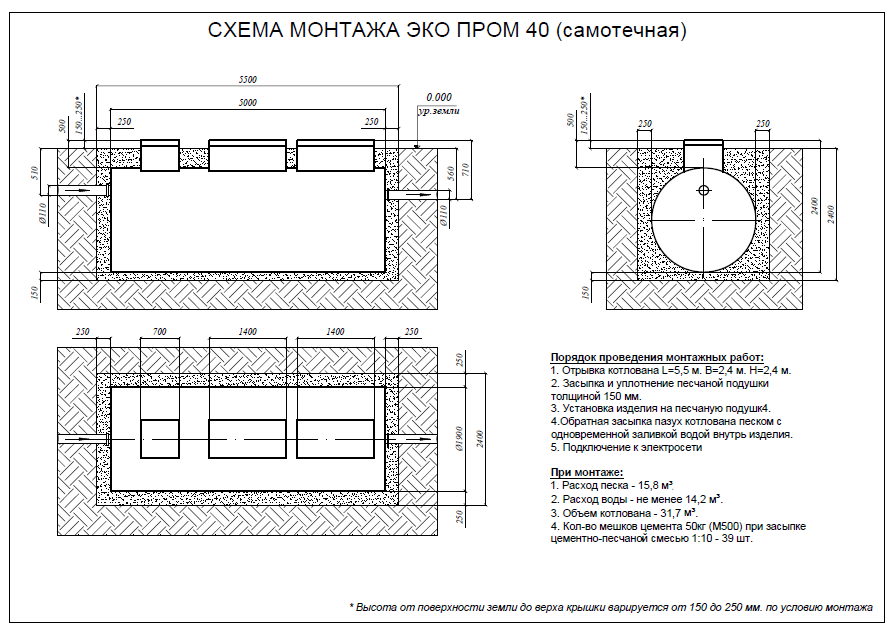 СХЕМА МОНТАЖА ЭКО ПРОМ 40 (самотечная)
5500
5000
250
250
0.000
ур.земли
500
150...250*
510
Ø110
150
560
710
Ø110
250
250
500
150...250*
2400
2400
150
250
700
1400
1400
250
250
Ø1900
2400
250
Порядок проведения монтажных работ:
1. Отрывка котлована L=5,5 м. B=2,4 м. H=2,4 м.
2. Засыпка и уплотнение песчаной подушки
толщиной 150 мм.
3. Установка изделия на песчаную подушк4.
4.Обратная засыпка пазух котлована песком с
одновременной заливкой водой внутрь изделия.
5. Подключение к электросети
При монтаже:
1. Расход песка - 15,8 м³
2. Расход воды - не менее 14,2 м³.
3. Объем котлована - 31,7 м³.
4. Кол-во мешков цемента 50кг (М500) при засыпке
цементно-песчаной смесью 1:10 - 39 шт.
* Высота от поверхности земли до верха крышки варируется от 150 до 250 мм. по условию монтажа